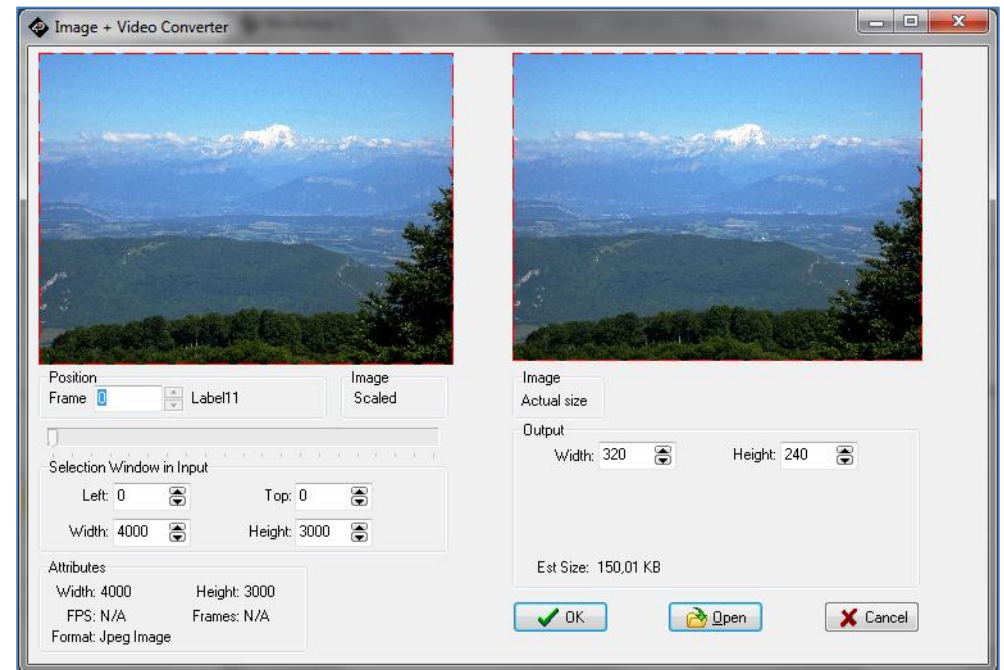 Image + Video Converter
Position
Frame 0 Label11
Image
Scaled
Selection Window in Input
Left: 0 Top: 0
Width: 4000 Height: 3000
Attributes
Width: 4000 Height: 3000
FPS: N/A Frames: N/A
Format: Jpeg Image
Image
Actual size
Output
Width: 320 Height: 240
Est Size: 150,01 KB
OK Open Cancel